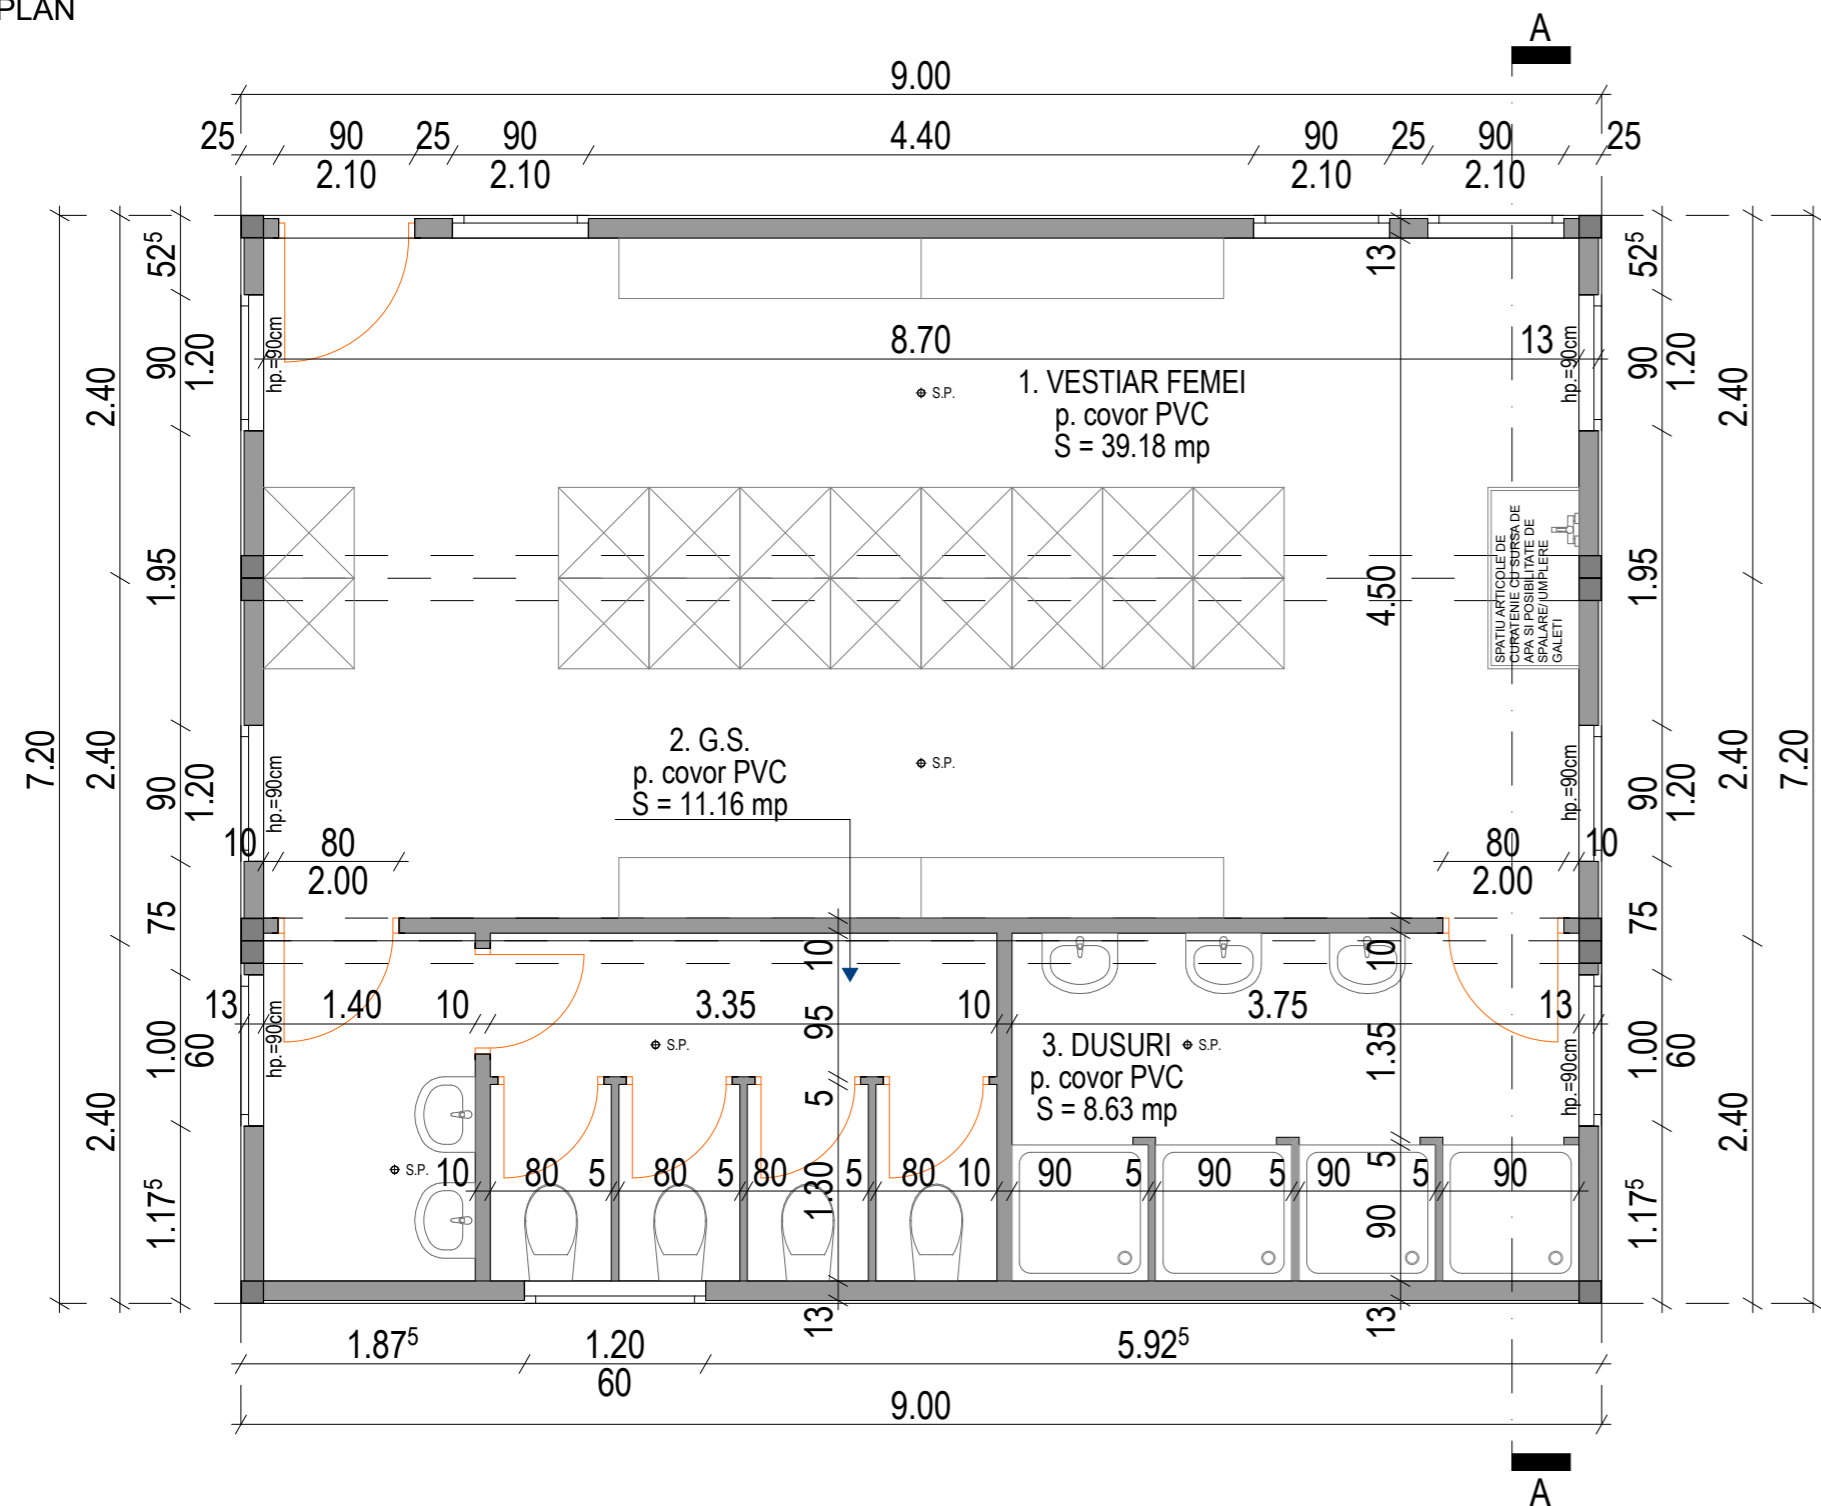 PLAN
A
9.00
25 90 25 90 4.40 90 25 90 25
2.10 2.10 2.10 2.10
52⁵ 13 52⁵
8.70 13
90 1.20 hp.=90cm hp.=90cm 90 1.20
2.40 2.40
S.P.
1. VESTIAR FEMEI
p. covor PVC
S = 39.18 mp
1.95 4.50 1.95
SPATIU ARTICOLE DE
CURATENIE CU SURSA DE
APA SI POSIBILITATE DE
SPALARE/ UMPLERE
GALETI
7.20 2.40 2.40 7.20
2. G.S.
p. covor PVC
S = 11.16 mp
S.P.
90 1.20 hp.=90cm hp.=90cm 90 1.20
10 80 80 10
2.00 2.00
75 75
10 10
13 1.40 10 3.35 10 3.75 13
95 1.35
1.00 60 hp.=90cm hp.=90cm 1.00 60
S.P.
3. DUSURI S.P.
p. covor PVC
S = 8.63 mp
2.40 5 2.40
S.P.
10 80 5 80 5 80 5 80 10 90 5 90 5 90 5 90
1.30 5
1.17⁵ 90 1.17⁵
13 13
1.87⁵ 1.20 5.92⁵
60
9.00
A